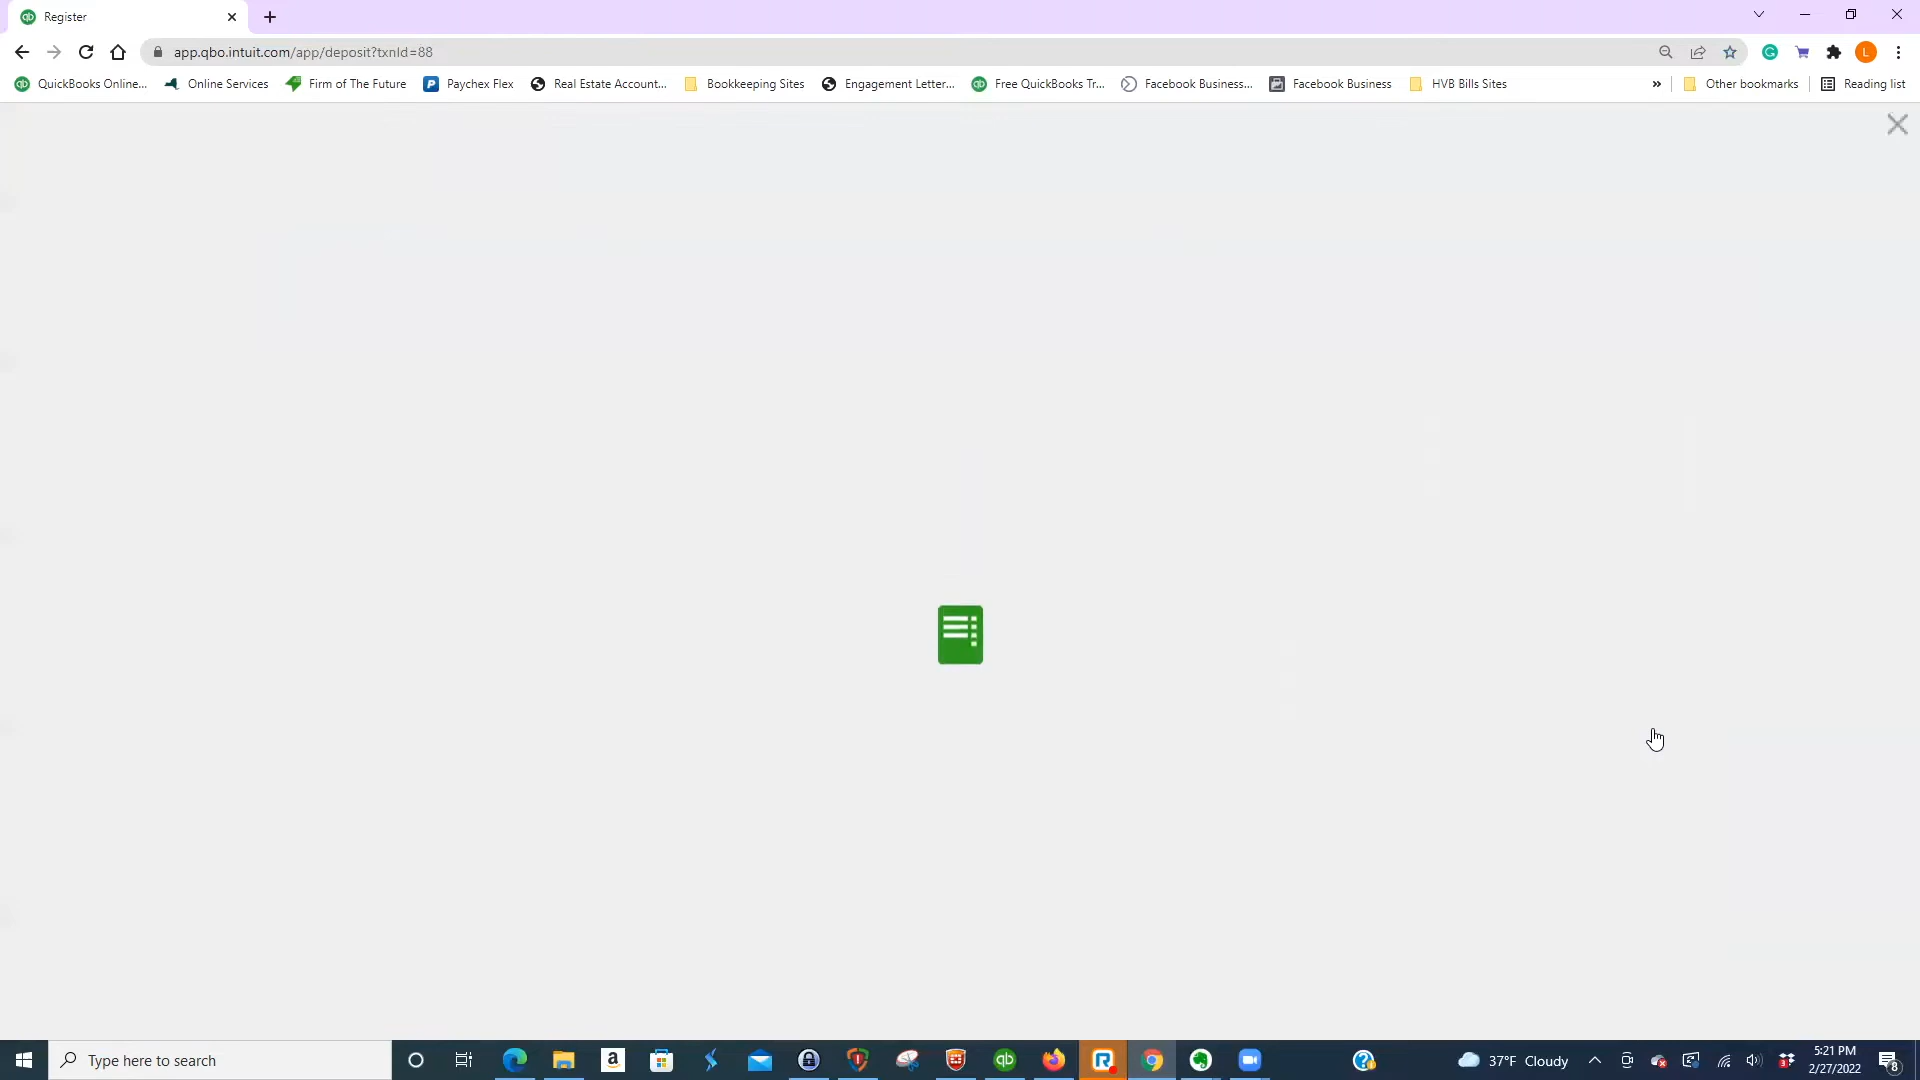 Register
app.qbo.intuit.com/app/deposit?txnId=88
L
QuickBooks Online... Online Services Firm of The Future Paychex Flex Real Estate Account... Bookkeeping Sites Engagement Letter... Free QuickBooks Tr... Facebook Business... Facebook Business HVB Bills Sites » Other bookmarks Reading list
Type here to search
37°F Cloudy
5:21 PM
2/27/2022
8